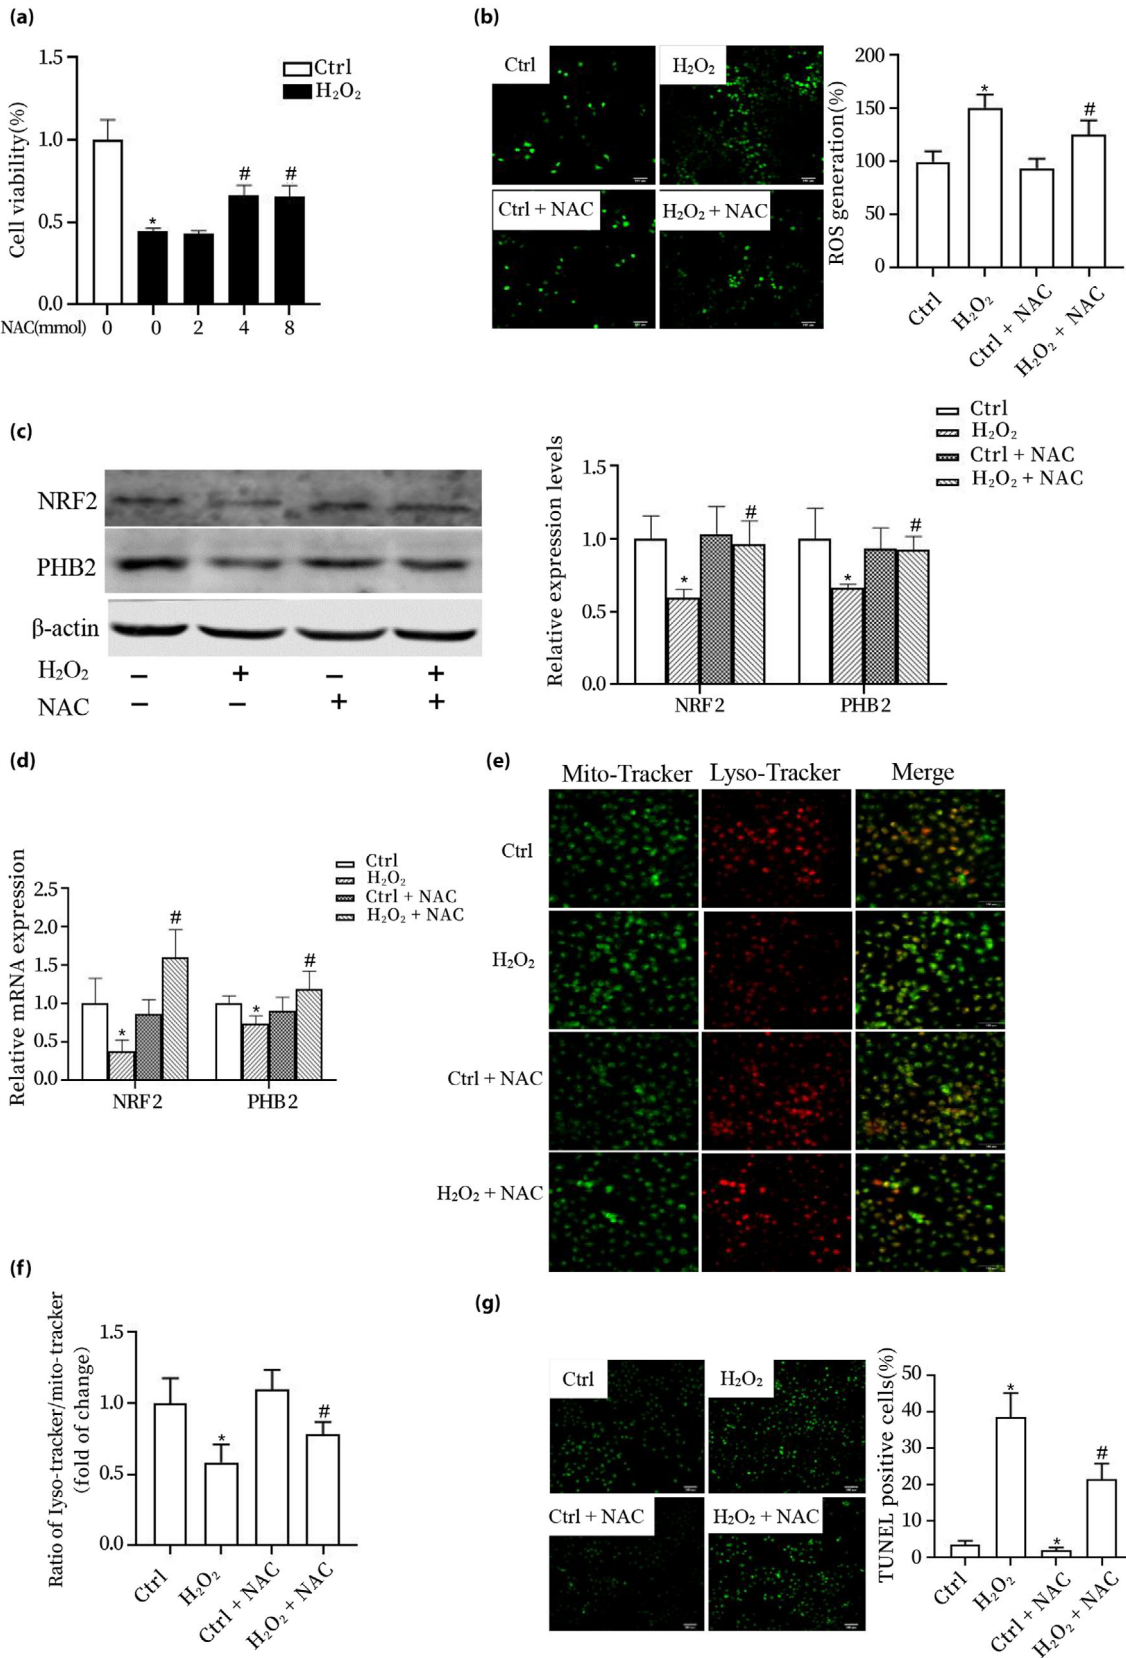 (a)
1.5
1.0
0.5
0.0
Cell viability(%)
Ctrl
H₂O₂
*
#
#
NAC(mmol)
0
0
2
4
8
(b)
Ctrl
H₂O₂
Ctrl + NAC
H₂O₂ + NAC
ROS generation(%)
200
150
100
50
0
*
#
Ctrl
H₂O₂
Ctrl + NAC
H₂O₂ + NAC
(c)
NRF2
PHB2
β-actin
H₂O₂
− + − +
NAC
− − + +
Relative expression levels
1.5
1.0
0.5
0.0
*
#
*
#
NRF2
PHB2
Ctrl
H₂O₂
Ctrl + NAC
H₂O₂ + NAC
(d)
Relative mRNA expression
2.5
2.0
1.5
1.0
0.5
0.0
*
#
*
#
NRF2
PHB2
Ctrl
H₂O₂
Ctrl + NAC
H₂O₂ + NAC
(e)
Mito-Tracker
Lyso-Tracker
Merge
Ctrl
H₂O₂
Ctrl + NAC
H₂O₂ + NAC
(f)
Ratio of Iyso-tracker/mito-tracker
(fold of change)
1.5
1.0
0.5
0.0
*
#
Ctrl
H₂O₂
Ctrl + NAC
H₂O₂ + NAC
(g)
Ctrl
H₂O₂
Ctrl + NAC
H₂O₂ + NAC
TUNEL positive cells(%)
50
40
30
20
10
0
*
*
#
Ctrl
H₂O₂
Ctrl + NAC
H₂O₂ + NAC